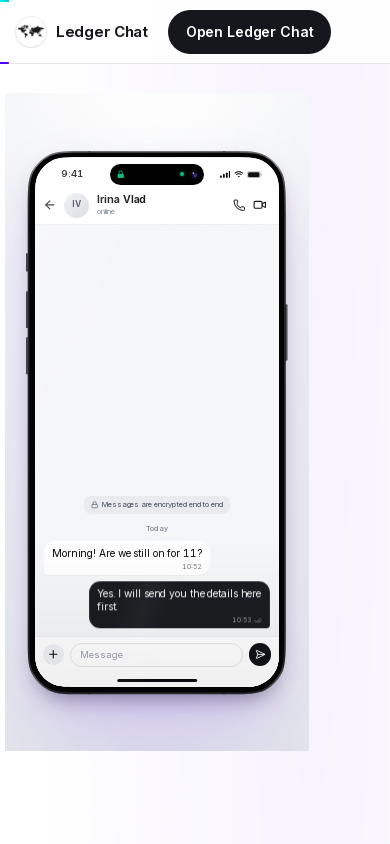 Ledger Chat
Open Ledger Chat
9:41
IV
Irina Vlad
online
Messages are encrypted end to end
Today
Morning! Are we still on for 11?
10:52
Yes. I will send you the details here
first.
10:53
Message